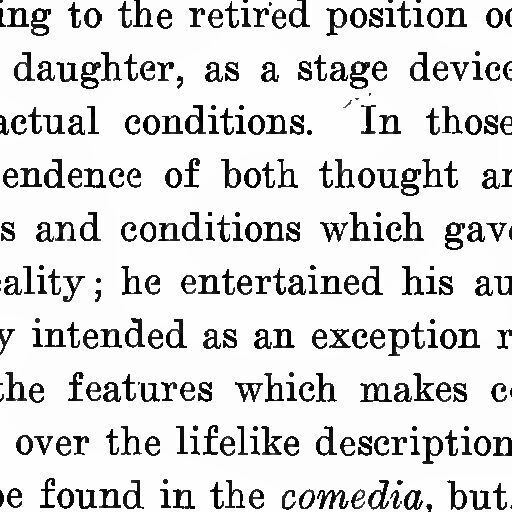 ing to the retired position oc
daughter, as a stage device
actual conditions. In those
endence of both thought an
s and conditions which gave
eality; he entertained his au
y intended as an exception r
the features which makes c
over the lifelike description
be found in the comedia, but